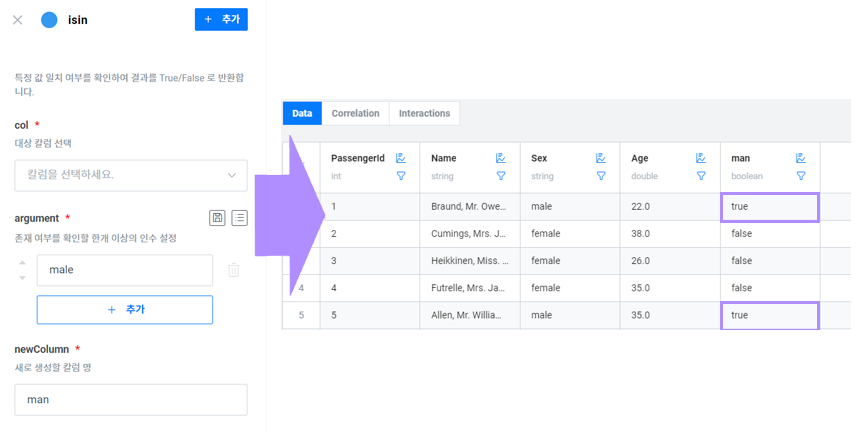 isin
+ 추가
특정 값 일치 여부를 확인하여 결과를 True/False 로 반환합
니다.
col *
대상 칼럼 선택
칼럼을 선택하세요.
argument *
존재 여부를 확인할 한개 이상의 인수 설정
male
+ 추가
newColumn *
새로 생성할 칼럼 명
man
Data Correlation Interactions
PassengerId Name Sex Age man
int string string double boolean
1 Braund, Mr. Owe... male 22.0 true
2 Cumings, Mrs. J... female 38.0 false
3 Heikkinen, Miss. ... female 26.0 false
4 4 Futrelle, Mrs. Ja... female 35.0 false
5 5 Allen, Mr. Willia... male 35.0 true